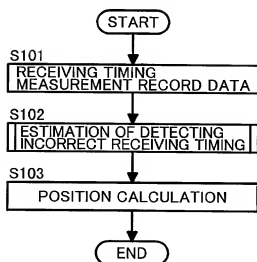 START
S101
RECEIVING TIMING
MEASUREMENT RECORD DATA
S102
ESTIMATION OF DETECTING
INCORRECT RECEIVING TIMING
S103
POSITION CALCULATION
END